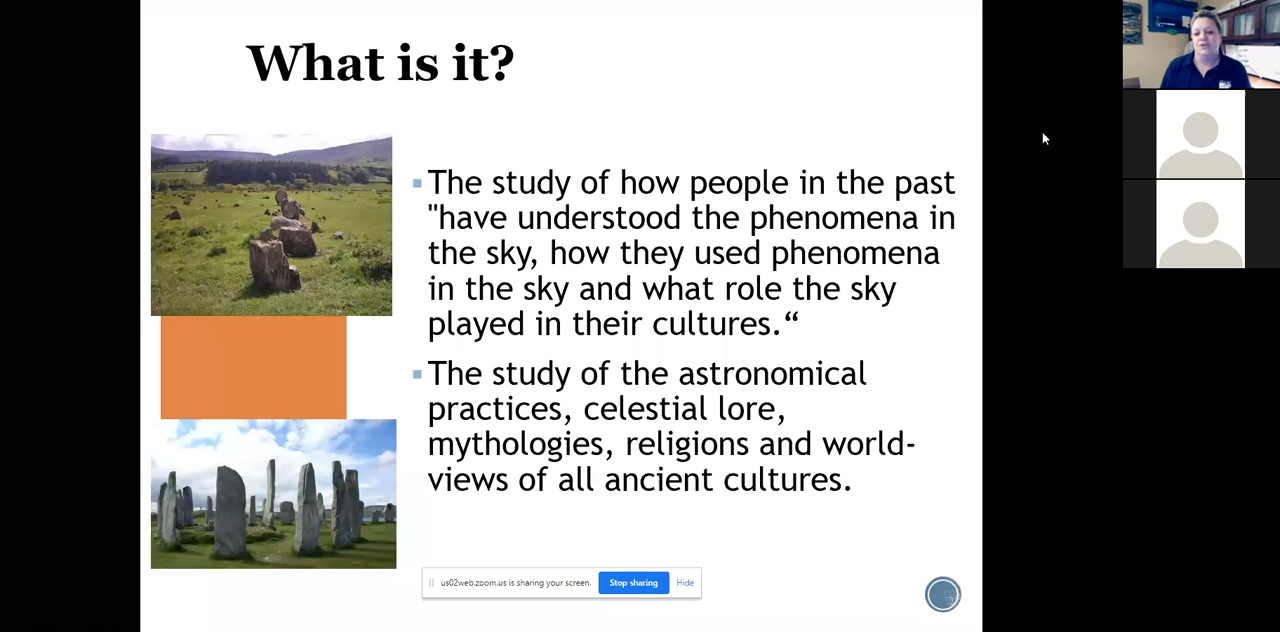 What is it?
The study of how people in the past
"have understood the phenomena in
the sky, how they used phenomena
in the sky and what role the sky
played in their cultures.“
The study of the astronomical
practices, celestial lore,
mythologies, religions and world-
views of all ancient cultures.
us02web.zoom.us is sharing your screen. Stop sharing Hide